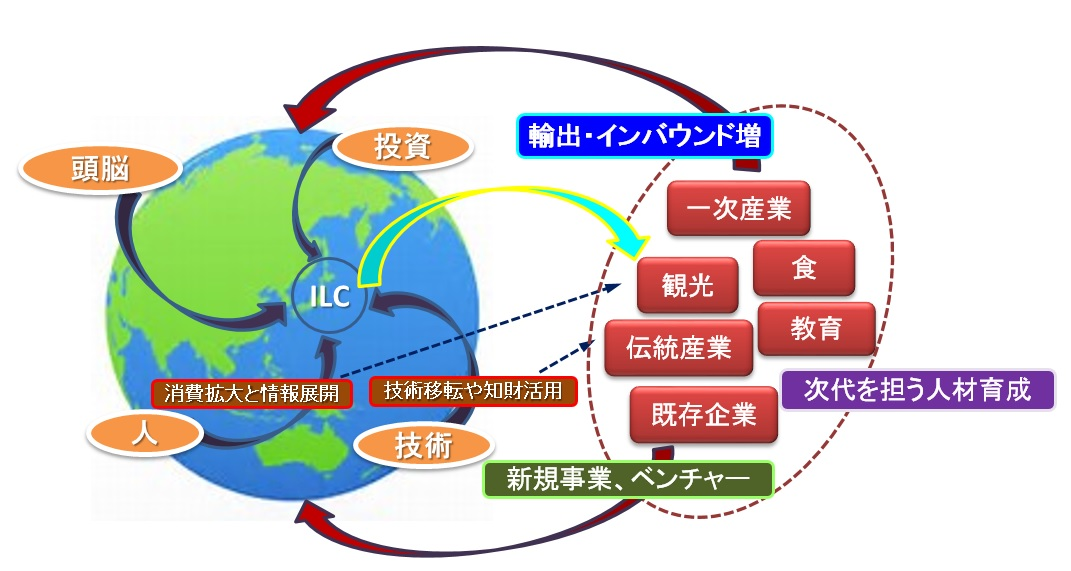 輸出・インバウンド増
投資
頭脳
一次産業
食
観光
ILC
教育
伝統産業
消費拡大と情報展開
技術移転や知財活用
次代を担う人材育成
既存企業
人
技術
新規事業、ベンチャー